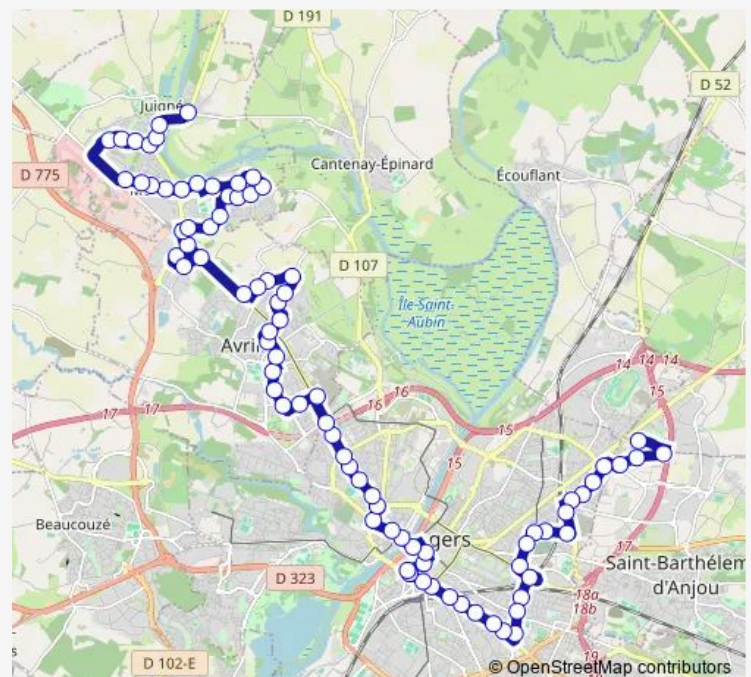 D 191
D 52
Juigné
Cantenay-Épinard
Écouflant
D 775
D 107
Île-Saint-
Aubin
Avril
14
14
14
15
16
16
17
17
15
15
15
17
Beaucouzé
gers
Saint-Barthélem
d'Anjou
D 323
18a
18b
D 102-E
19
© OpenStreetMap contributors